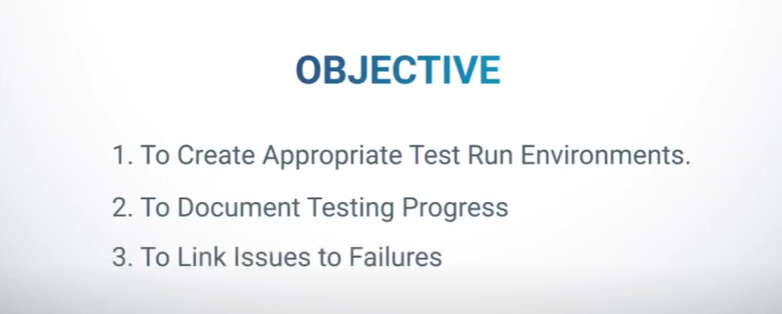 OBJECTIVE
1. To Create Appropriate Test Run Environments.
2. To Document Testing Progress
3. To Link Issues to Failures